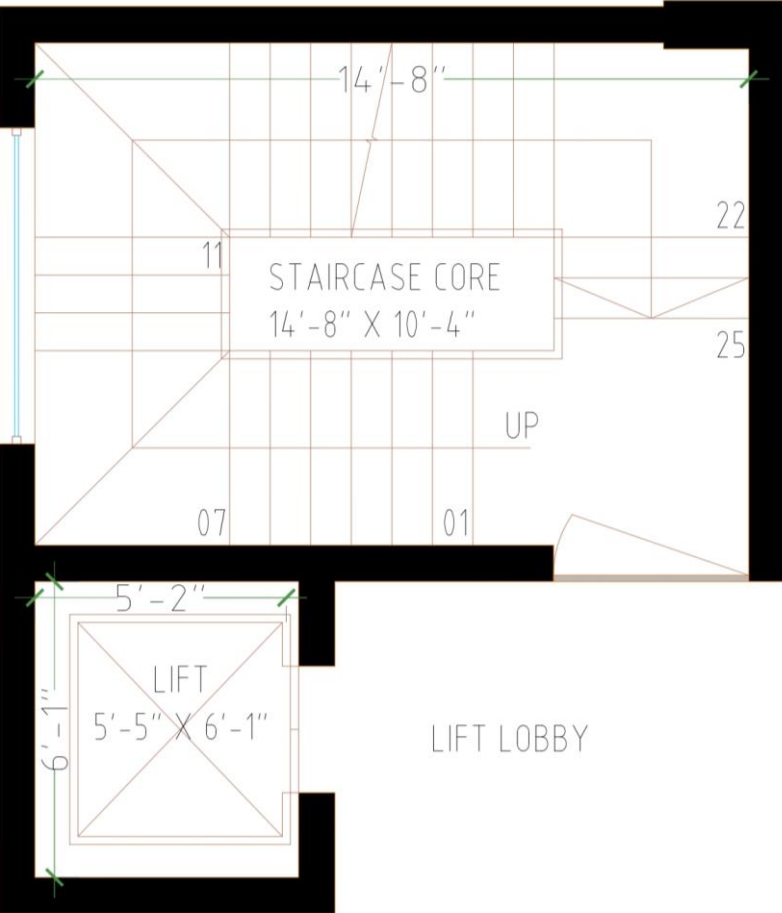 14'-8"
22
11
STAIRCASE CORE
14'-8" X 10'-4"
25
UP
07
01
5'-2"
LIFT
5'-5" X 6'-1"
6'-1"
LIFT LOBBY